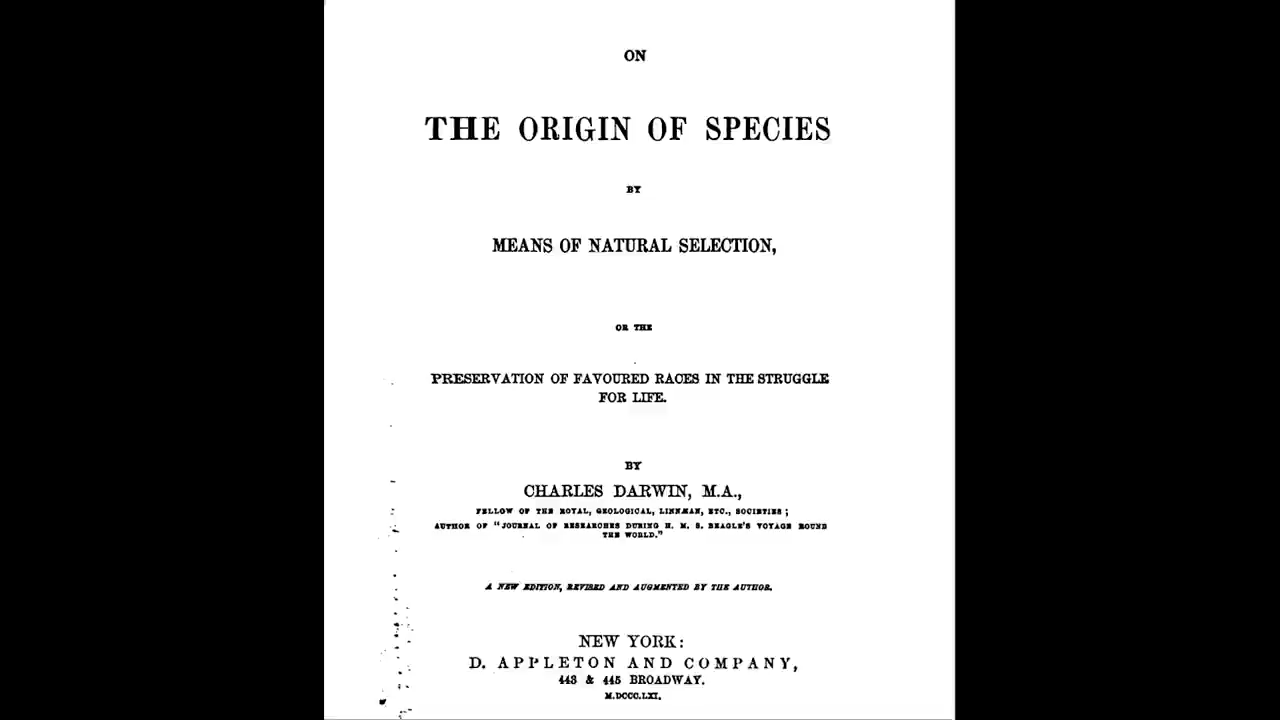 ON
THE ORIGIN OF SPECIES
BY
MEANS OF NATURAL SELECTION,
OR THE
PRESERVATION OF FAVOURED RACES IN THE STRUGGLE
FOR LIFE.
BY
CHARLES DARWIN, M.A.,
FELLOW OF THE ROYAL, GEOLOGICAL, LINNÆAN, ETC., SOCIETIES;
AUTHOR OF "JOURNAL OF RESEARCHES DURING H. M. S. BEAGLE'S VOYAGE ROUND
THE WORLD."
A NEW EDITION, REVISED AND AUGMENTED BY THE AUTHOR.
NEW YORK:
D. APPLETON AND COMPANY,
443 & 445 BROADWAY.
M.DCCC.LXI.